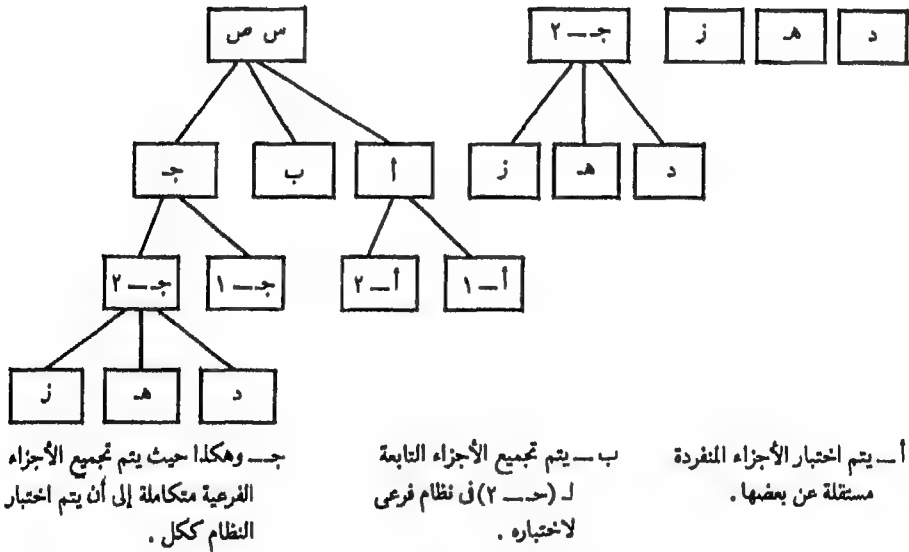 د هـ ز
جـ — ٢
د هـ ز
س ص
أ ب جـ
أ — ١ أ — ٢ جـ — ١ جـ — ٢
د هـ ز
أ — يتم اختبار الأجزاء المنفردة
مستقلة عن بعضها .
ب — يتم تجميع الأجزاء التابعة
لـ (حـ — ٢) فى نظام فرعى
لاختباره .
جـ — وهكذا حيث يتم تجميع الأجزاء
الفرعية متكاملة إلى أن يتم اختبار
النظام ككل .